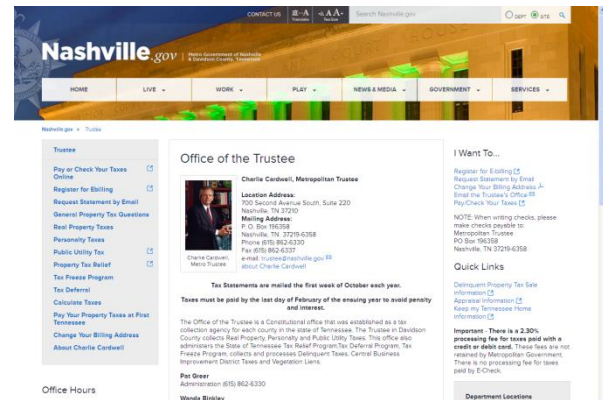 CONTACT US
Translate
A A A-
Text Size
Search Nashville.gov
DEPT
SITE
Nashville.gov
Metro Government of Nashville
& Davidson County, Tennessee
HOME
LIVE
WORK
PLAY
NEWS & MEDIA
GOVERNMENT
SERVICES
Nashville.gov > Trustee
Trustee
Pay or Check Your Taxes
Online
Register for Ebilling
Request Statement by Email
General Property Tax Questions
Real Property Taxes
Personalty Taxes
Public Utility Tax
Property Tax Relief
Tax Freeze Program
Tax Deferral
Calculate Taxes
Pay Your Property Taxes at First
Tennessee
Change Your Billing Address
About Charlie Cardwell
Office Hours
Office of the Trustee
Charlie Cardwell,
Metro Trustee
Charlie Cardwell, Metropolitan Trustee
Location Address:
700 Second Avenue South, Suite 220
Nashville, TN 37210
Mailing Address:
P. O. Box 196358
Nashville, TN 37219-6358
Phone (615) 862-6330
Fax (615) 862-6337
e-mail: trustee@nashville.gov
about Charlie Cardwell
Tax Statements are mailed the first week of October each year.
Taxes must be paid by the last day of February of the ensuing year to avoid penalty
and interest.
The Office of the Trustee is a Constitutional office that was established as a tax
collection agency for each county in the state of Tennessee. The Trustee in Davidson
County collects Real Property, Personalty and Public Utility Taxes. This office also
administers the State of Tennessee Tax Relief Program,Tax Deferral Program, Tax
Freeze Program, collects and processes Delinquent Taxes, Central Business
Improvement District Taxes and Vegetation Liens.
Pat Greer
Administration (615) 862-6330
Wanda Binkley
I Want To...
Register for Ebilling
Request Statement by Email
Change Your Billing Address
Email the Trustee's Office
Pay/Check Your Taxes
NOTE: When writing checks, please
make checks payable to:
Metropolitan Trustee
PO Box 196358
Nashville, TN 37219-6358
Quick Links
Delinquent Property Tax Sale
Information
Appraisal Information
Keep my Tennessee Home
Information
Important - There is a 2.30%
processing fee for taxes paid with a
credit or debit card. These fees are not
retained by Metropolitan Government.
There is no processing fee for taxes
paid by E-Check.
Department Locations